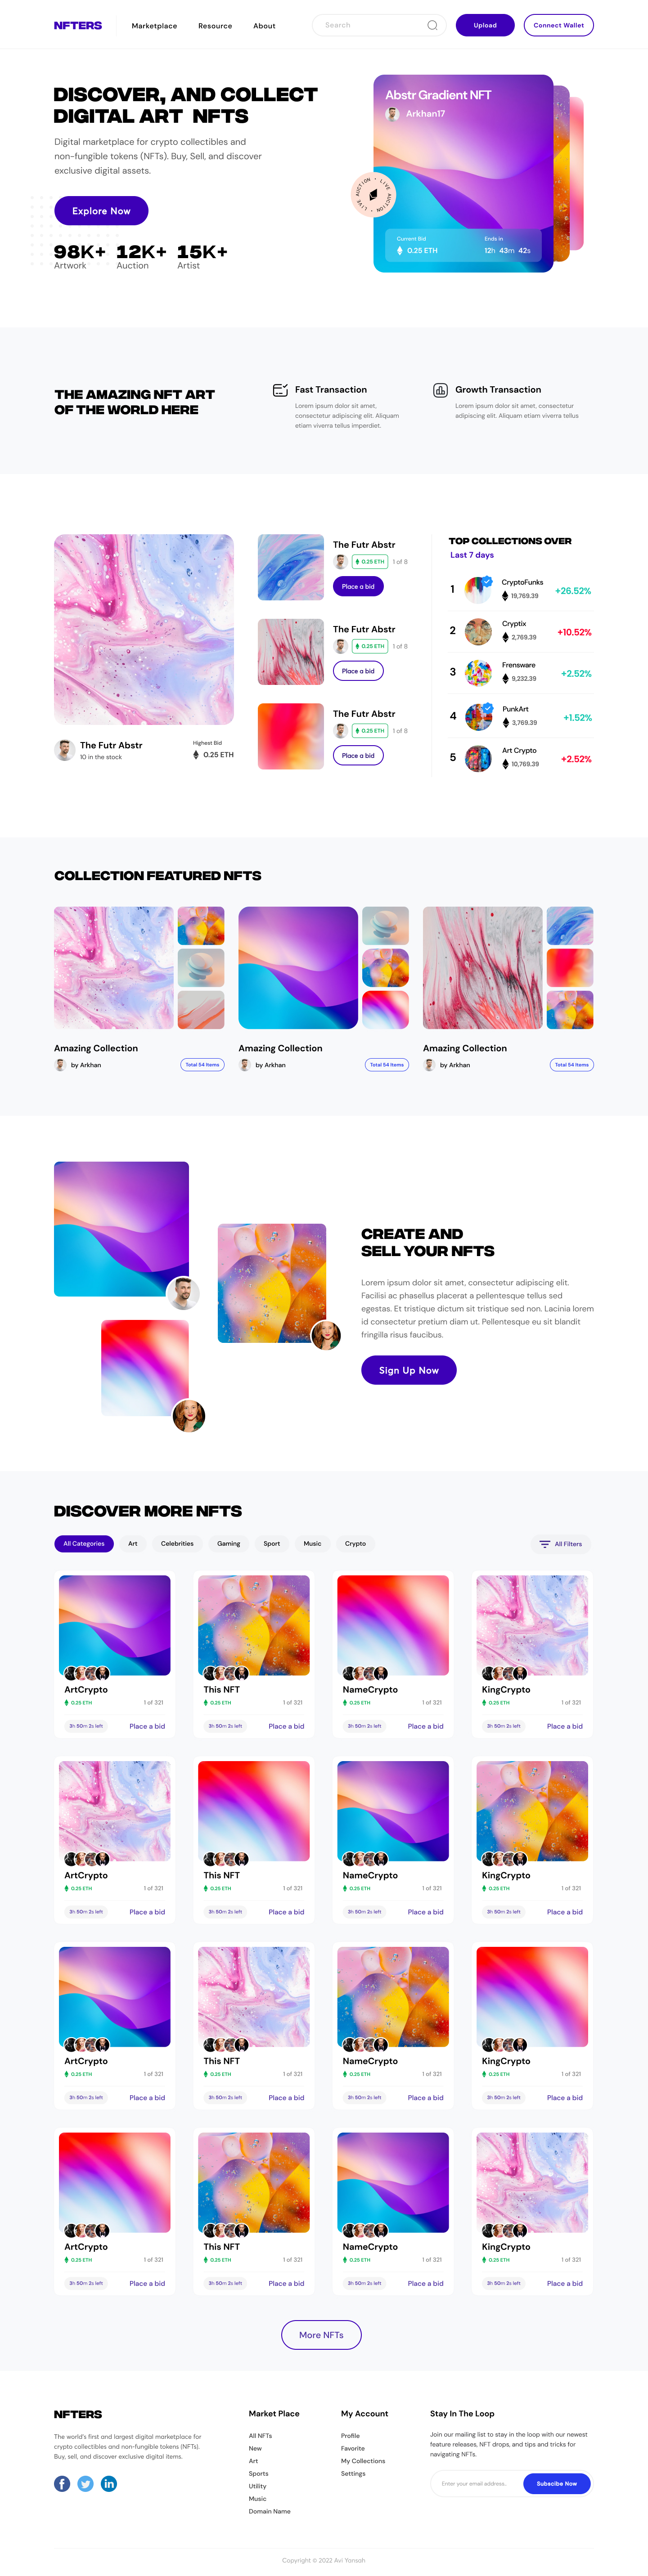 NFTERS
Marketplace
Resource
About
Search
Upload
Connect Wallet
DISCOVER, AND COLLECT
DIGITAL ART NFTS
Digital marketplace for crypto collectibles and
non-fungible tokens (NFTs). Buy, Sell, and discover
exclusive digital assets.
Explore Now
98K+
12K+
15K+
Artwork
Auction
Artist
Abstr Gradient NFT
Arkhan17
LIVE AUCTION • LIVE AUCTION •
Current Bid
Ends in
0.25 ETH
12h 43m 42s
THE AMAZING NFT ART
OF THE WORLD HERE
Fast Transaction
Lorem ipsum dolor sit amet,
consectetur adipiscing elit. Aliquam
etiam viverra tellus imperdiet.
Growth Transaction
Lorem ipsum dolor sit amet, consectetur
adipiscing elit. Aliquam etiam viverra tellus
The Futr Abstr
10 in the stock
Highest Bid
0.25 ETH
The Futr Abstr
0.25 ETH
1 of 8
Place a bid
The Futr Abstr
0.25 ETH
1 of 8
Place a bid
The Futr Abstr
0.25 ETH
1 of 8
Place a bid
TOP COLLECTIONS OVER
Last 7 days
1
CryptoFunks
19,769.39
+26.52%
2
Cryptix
2,769.39
+10.52%
3
Frensware
9,232.39
+2.52%
4
PunkArt
3,769.39
+1.52%
5
Art Crypto
10,769.39
+2.52%
COLLECTION FEATURED NFTS
Amazing Collection
by Arkhan
Total 54 Items
Amazing Collection
by Arkhan
Total 54 Items
Amazing Collection
by Arkhan
Total 54 Items
CREATE AND
SELL YOUR NFTS
Lorem ipsum dolor sit amet, consectetur adipiscing elit.
Facilisi ac phasellus placerat a pellentesque tellus sed
egestas. Et tristique dictum sit tristique sed non. Lacinia lorem
id consectetur pretium diam ut. Pellentesque eu sit blandit
fringilla risus faucibus.
Sign Up Now
DISCOVER MORE NFTS
All Categories
Art
Celebrities
Gaming
Sport
Music
Crypto
All Filters
ArtCrypto
0.25 ETH
1 of 321
3h 50m 2s left
Place a bid
This NFT
0.25 ETH
1 of 321
3h 50m 2s left
Place a bid
NameCrypto
0.25 ETH
1 of 321
3h 50m 2s left
Place a bid
KingCrypto
0.25 ETH
1 of 321
3h 50m 2s left
Place a bid
ArtCrypto
0.25 ETH
1 of 321
3h 50m 2s left
Place a bid
This NFT
0.25 ETH
1 of 321
3h 50m 2s left
Place a bid
NameCrypto
0.25 ETH
1 of 321
3h 50m 2s left
Place a bid
KingCrypto
0.25 ETH
1 of 321
3h 50m 2s left
Place a bid
ArtCrypto
0.25 ETH
1 of 321
3h 50m 2s left
Place a bid
This NFT
0.25 ETH
1 of 321
3h 50m 2s left
Place a bid
NameCrypto
0.25 ETH
1 of 321
3h 50m 2s left
Place a bid
KingCrypto
0.25 ETH
1 of 321
2h 50m 2s left
Place a bid
ArtCrypto
0.25 ETH
1 of 321
3h 50m 2s left
Place a bid
This NFT
0.25 ETH
1 of 321
3h 50m 2s left
Place a bid
NameCrypto
0.25 ETH
1 of 321
3h 50m 2s left
Place a bid
KingCrypto
0.25 ETH
1 of 321
3h 50m 2s left
Place a bid
More NFTs
NFTERS
The world's first and largest digital marketplace for
crypto collectibles and non-fungible tokens (NFTs).
Buy, sell, and discover exclusive digital items.
Market Place
All NFTs
New
Art
Sports
Utility
Music
Domain Name
My Account
Profile
Favorite
My Collections
Settings
Stay In The Loop
Join our mailing list to stay in the loop with our newest
feature releases, NFT drops, and tips and tricks for
navigating NFTs.
Enter your email address..
Subscibe Now
Copyright © 2022 Avi Yansah